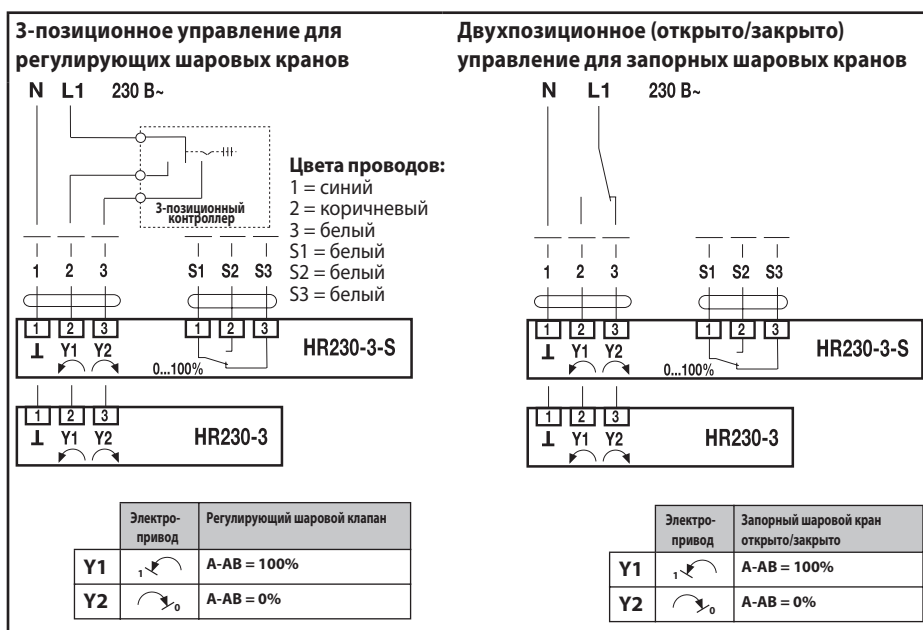 3-позиционное управление для
регулирующих шаровых кранов
N L1 230 В~
3-позиционный
контроллер
Цвета проводов:
1 = синий
2 = коричневый
3 = белый
S1 = белый
S2 = белый
S3 = белый
1 2 3 S1 S2 S3
1 2 3 1 2 3
⊥ Y1 Y2 HR230-3-S
0...100%
1 2 3
⊥ Y1 Y2 HR230-3
Электро-
привод
Регулирующий шаровой клапан
Y1 1 A-AB = 100%
Y2 0 A-AB = 0%
Двухпозиционное (открыто/закрыто)
управление для запорных шаровых кранов
N L1 230 В~
1 2 3 S1 S2 S3
1 2 3 1 2 3
⊥ Y1 Y2 HR230-3-S
0...100%
1 2 3
⊥ Y1 Y2 HR230-3
Электро-
привод
Запорный шаровой кран
открыто/закрыто
Y1 1 A-AB = 100%
Y2 0 A-AB = 0%